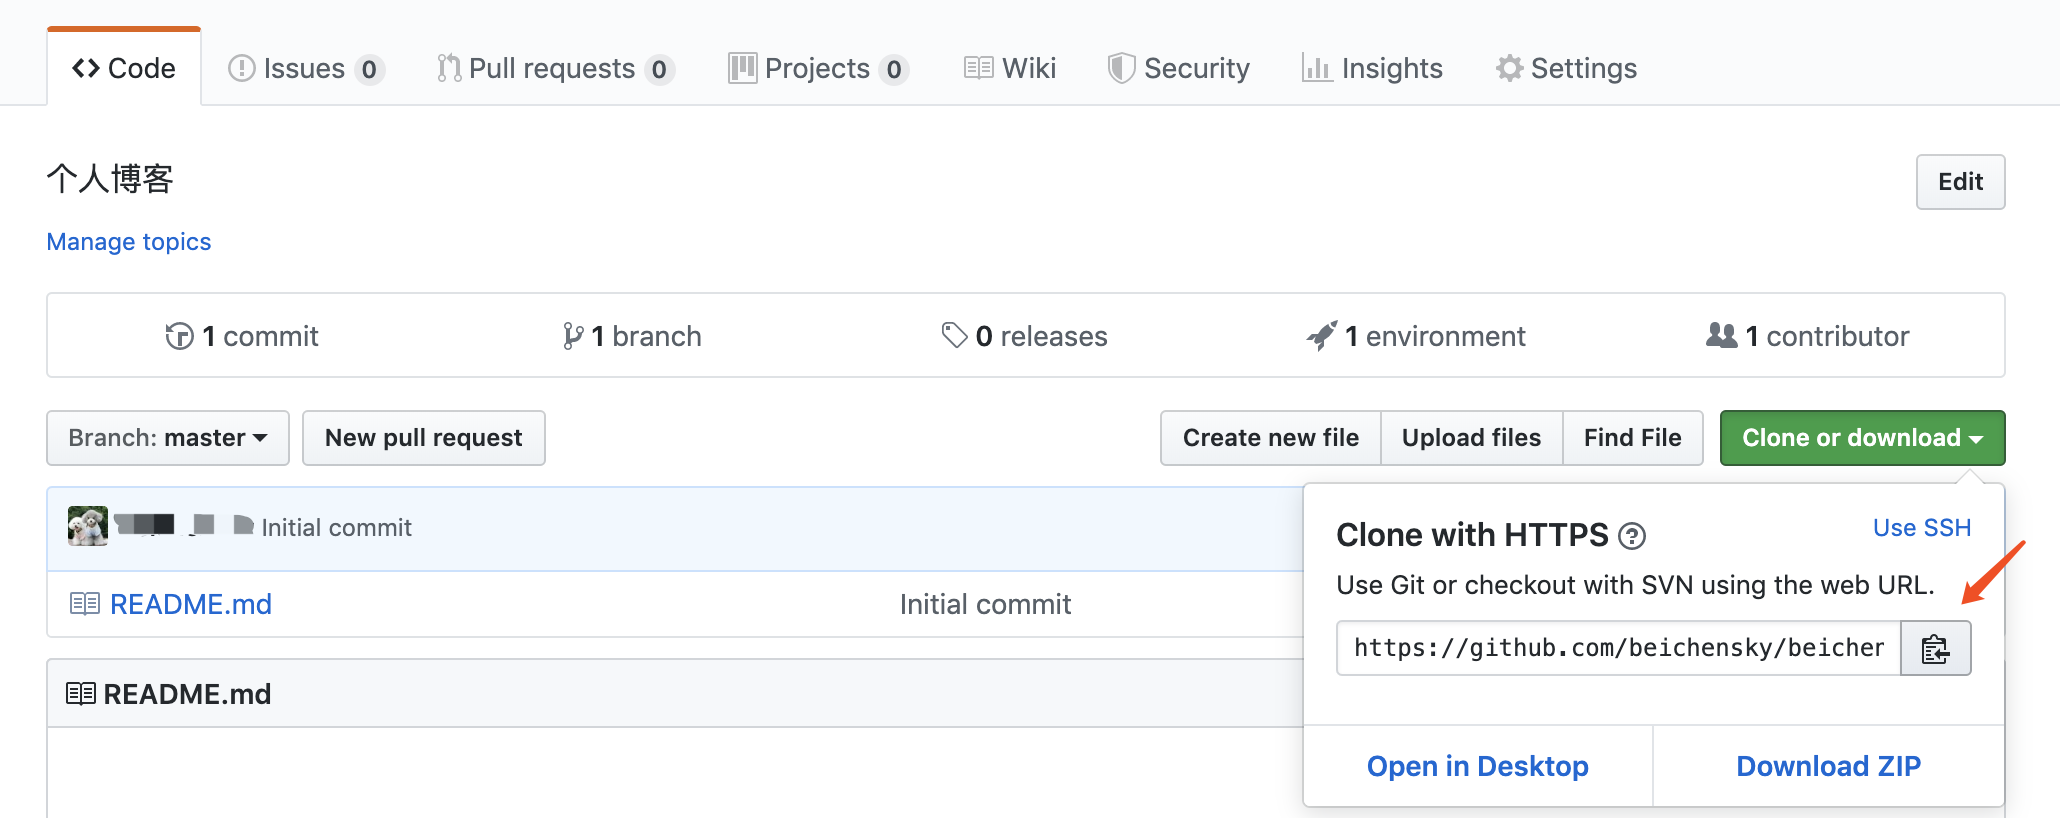 Code Issues 0 Pull requests 0 Projects 0 Wiki Security Insights Settings
个人博客
Edit
Manage topics
1 commit 1 branch 0 releases 1 environment 1 contributor
Branch: master New pull request Create new file Upload files Find File Clone or download
Initial commit
README.md Initial commit
README.md
Clone with HTTPS
Use SSH
Use Git or checkout with SVN using the web URL.
https://github.com/beichensky/beicher
Open in Desktop Download ZIP